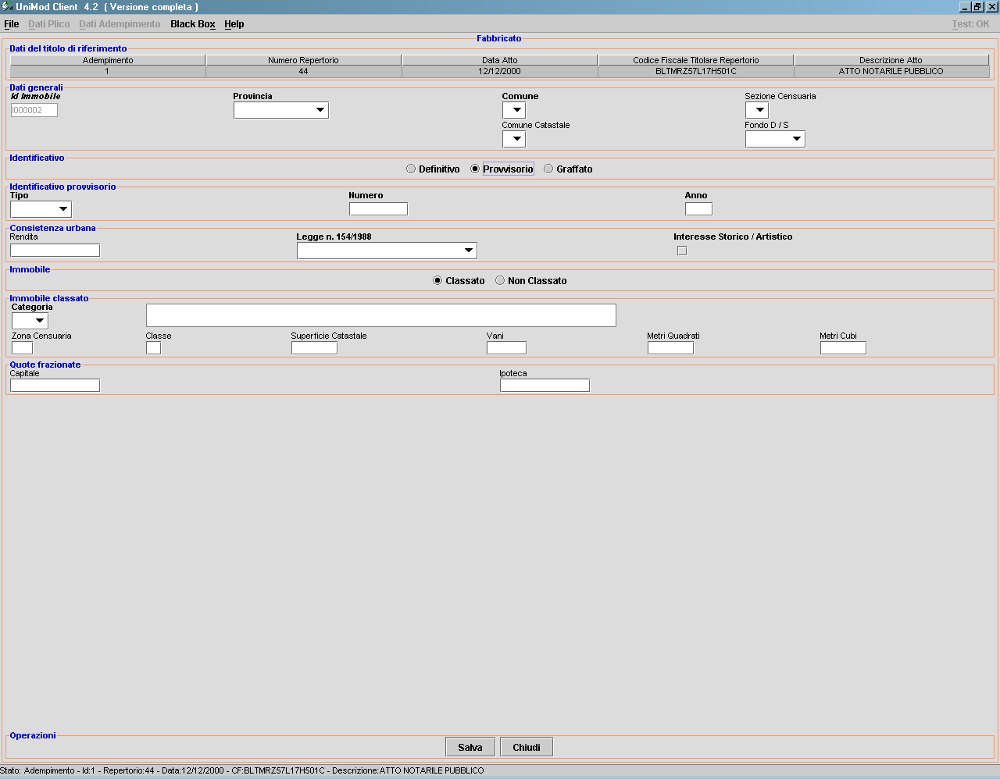 UniMod Client 4.2 ( Versione completa )
File Dati Plico Dati Adempimento Black Box Help Test: OK
Fabbricato
Dati del titolo di riferimento
Adempimento Numero Repertorio Data Atto Codice Fiscale Titolare Repertorio Descrizione Atto
1 44 12/12/2000 BLTMRZ57L17H501C ATTO NOTARILE PUBBLICO
Dati generali
Id Immobile Provincia Comune Sezione Censuaria
I000002
Comune Catastale Fondo D / S
Identificativo
Definitivo Provvisorio Graffato
Identificativo provvisorio
Tipo Numero Anno
Consistenza urbana
Rendita Legge n. 154/1988 Interesse Storico / Artistico
Immobile
Classato Non Classato
Immobile classato
Categoria
Zona Censuaria Classe Superficie Catastale Vani Metri Quadrati Metri Cubi
Quote frazionate
Capitale Ipoteca
Operazioni
Salva Chiudi
Stato: Adempimento - Id:1 - Repertorio:44 - Data:12/12/2000 - CF:BLTMRZ57L17H501C - Descrizione:ATTO NOTARILE PUBBLICO